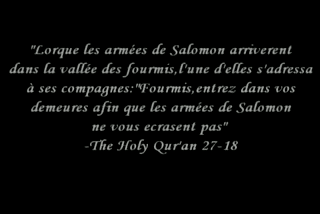 "Lorque les armées de Salomon arriverent
dans la vallée des fourmis,l'une d'elles s'adressa
à ses compagnes:"Fourmis,entrez dans vos
demeures afin que les armées de Salomon
ne vous ecrasent pas"
-The Holy Qur'an 27-18